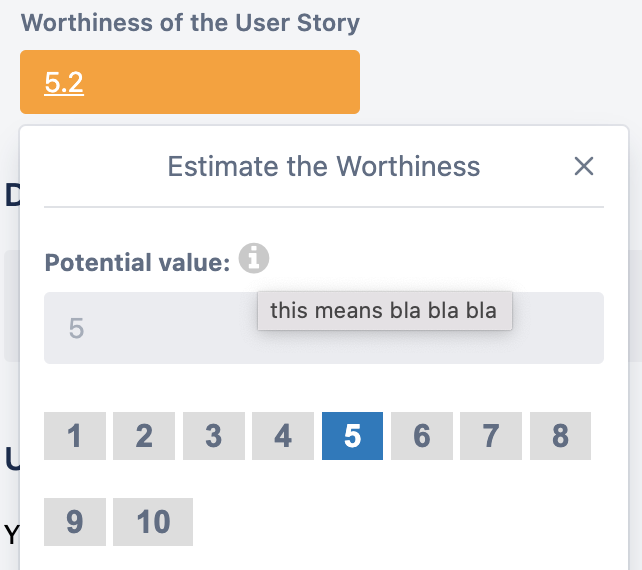 Worthiness of the User Story
5.2
Estimate the Worthiness
Potential value:
this means bla bla bla
5
1 2 3 4 5 6 7 8
9 10